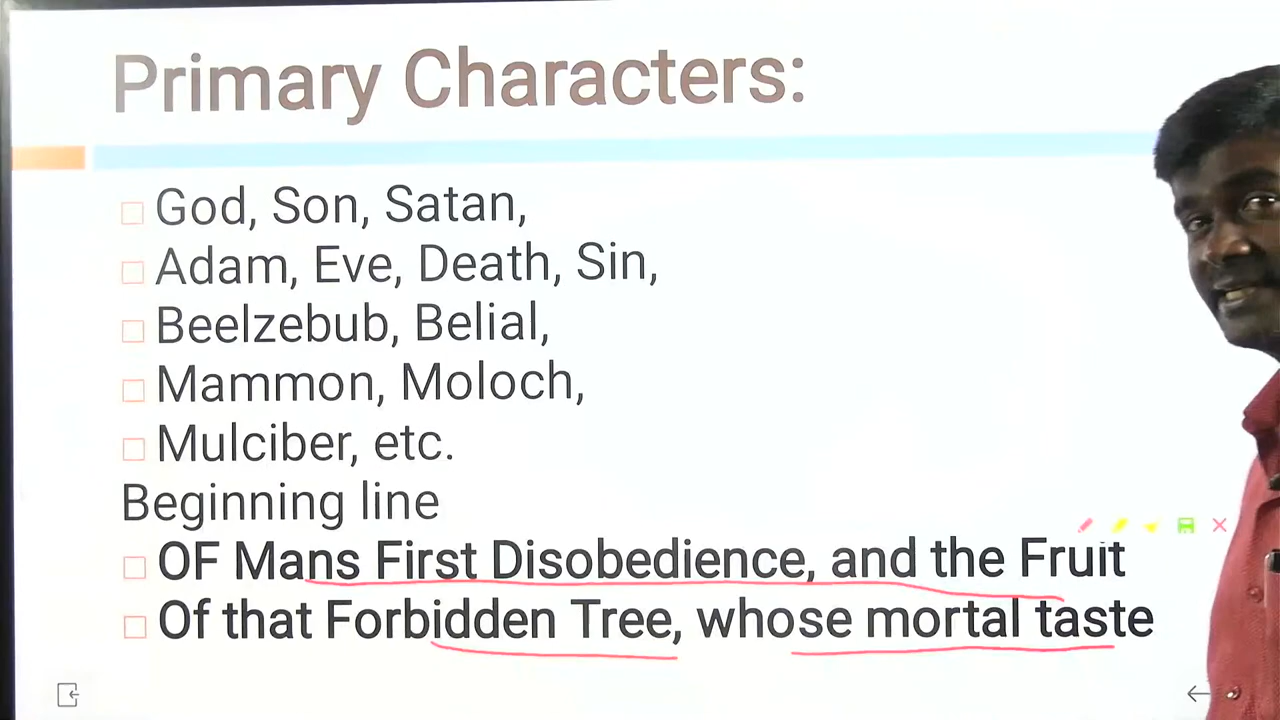 Primary Characters:
God, Son, Satan,
Adam, Eve, Death, Sin,
Beelzebub, Belial,
Mammon, Moloch,
Mulciber, etc.
Beginning line
OF Mans First Disobedience, and the Fruit
Of that Forbidden Tree, whose mortal taste